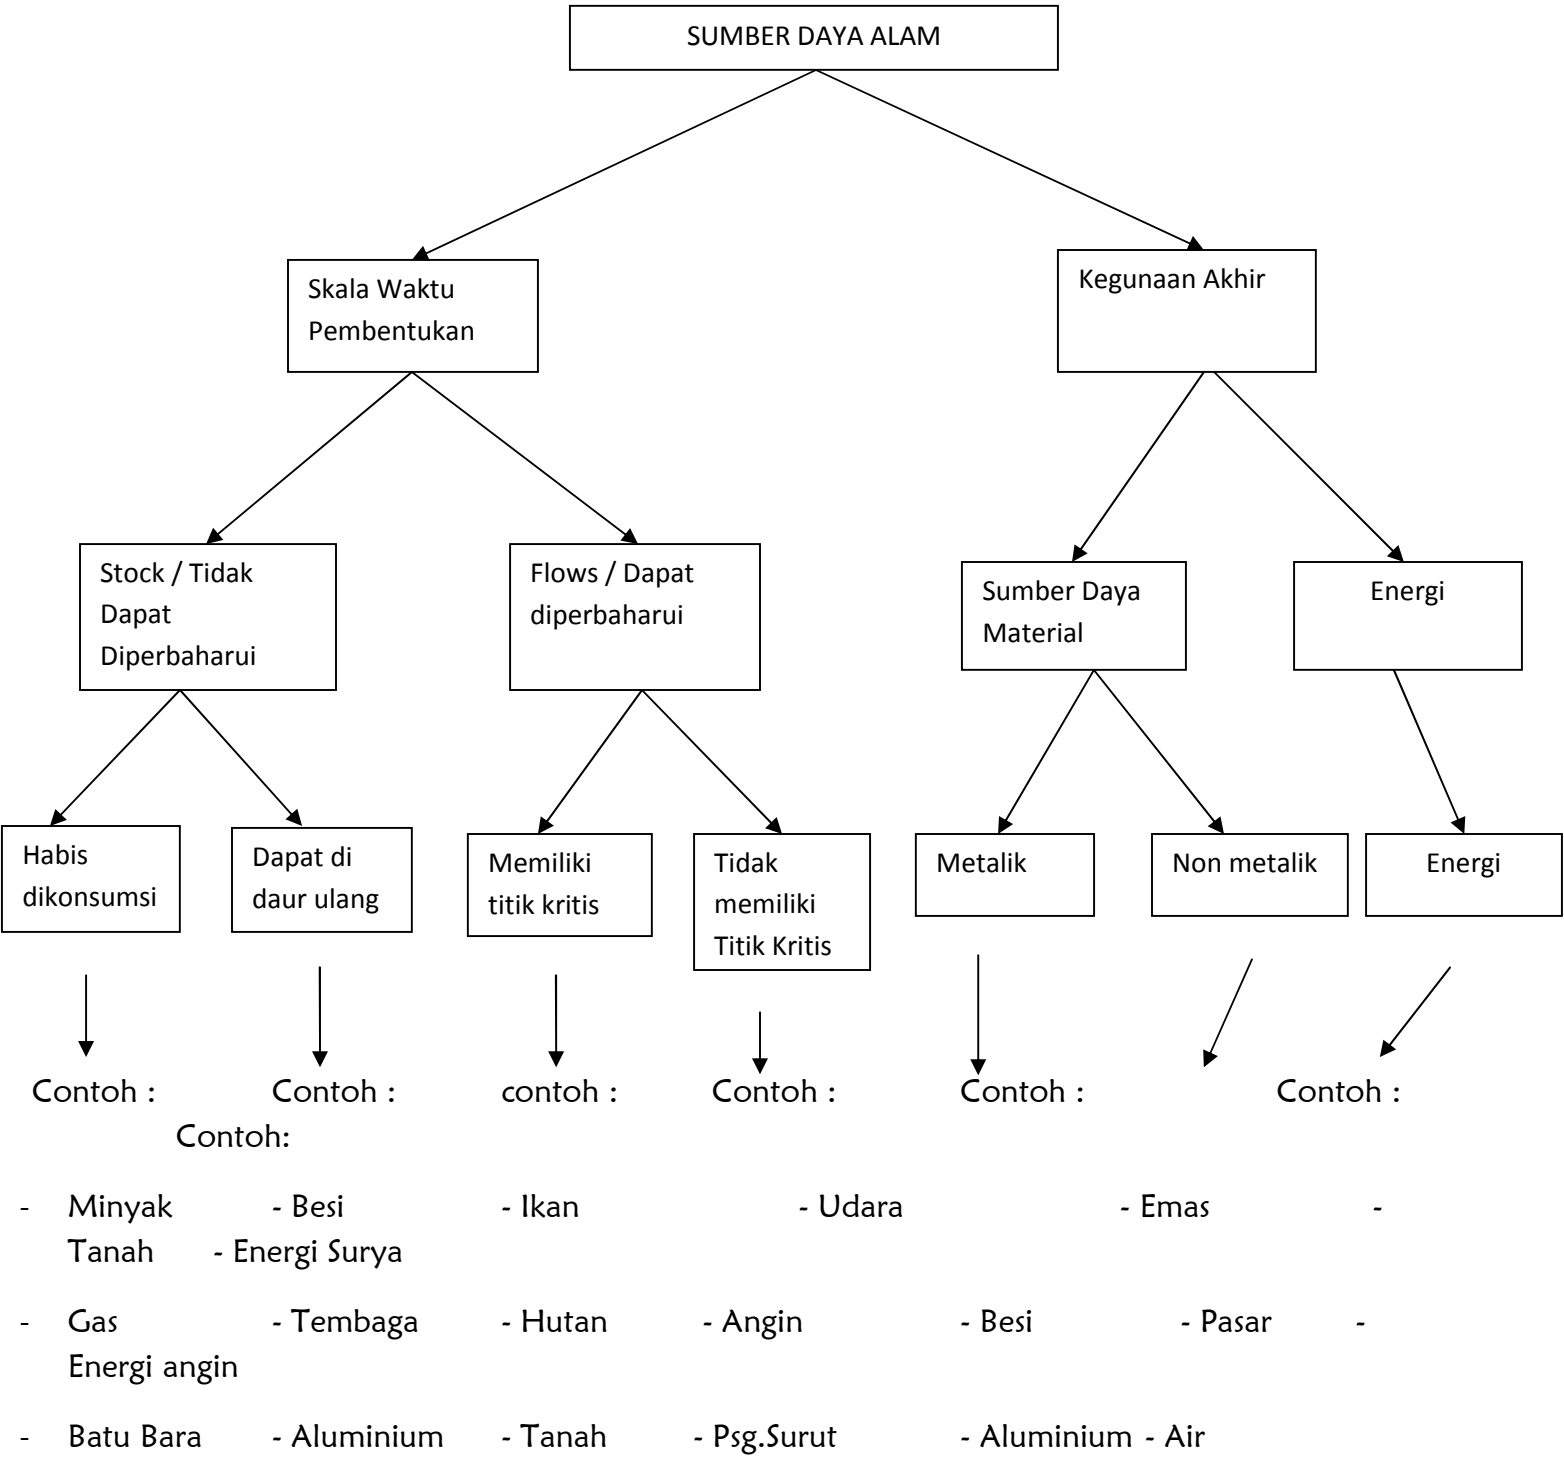 SUMBER DAYA ALAM
Skala Waktu
Pembentukan
Kegunaan Akhir
Stock / Tidak
Dapat
Diperbaharui
Flows / Dapat
diperbaharui
Sumber Daya
Material
Energi
Habis
dikonsumsi
Dapat di
daur ulang
Memiliki
titik kritis
Tidak
memiliki
Titik Kritis
Metalik
Non metalik
Energi
Contoh : Contoh : contoh : Contoh : Contoh : Contoh :
Contoh:
- Minyak - Besi - Ikan - Udara - Emas -
Tanah - Energi Surya
- Gas - Tembaga - Hutan - Angin - Besi - Pasar -
Energi angin
- Batu Bara - Aluminium - Tanah - Psg.Surut - Aluminium - Air